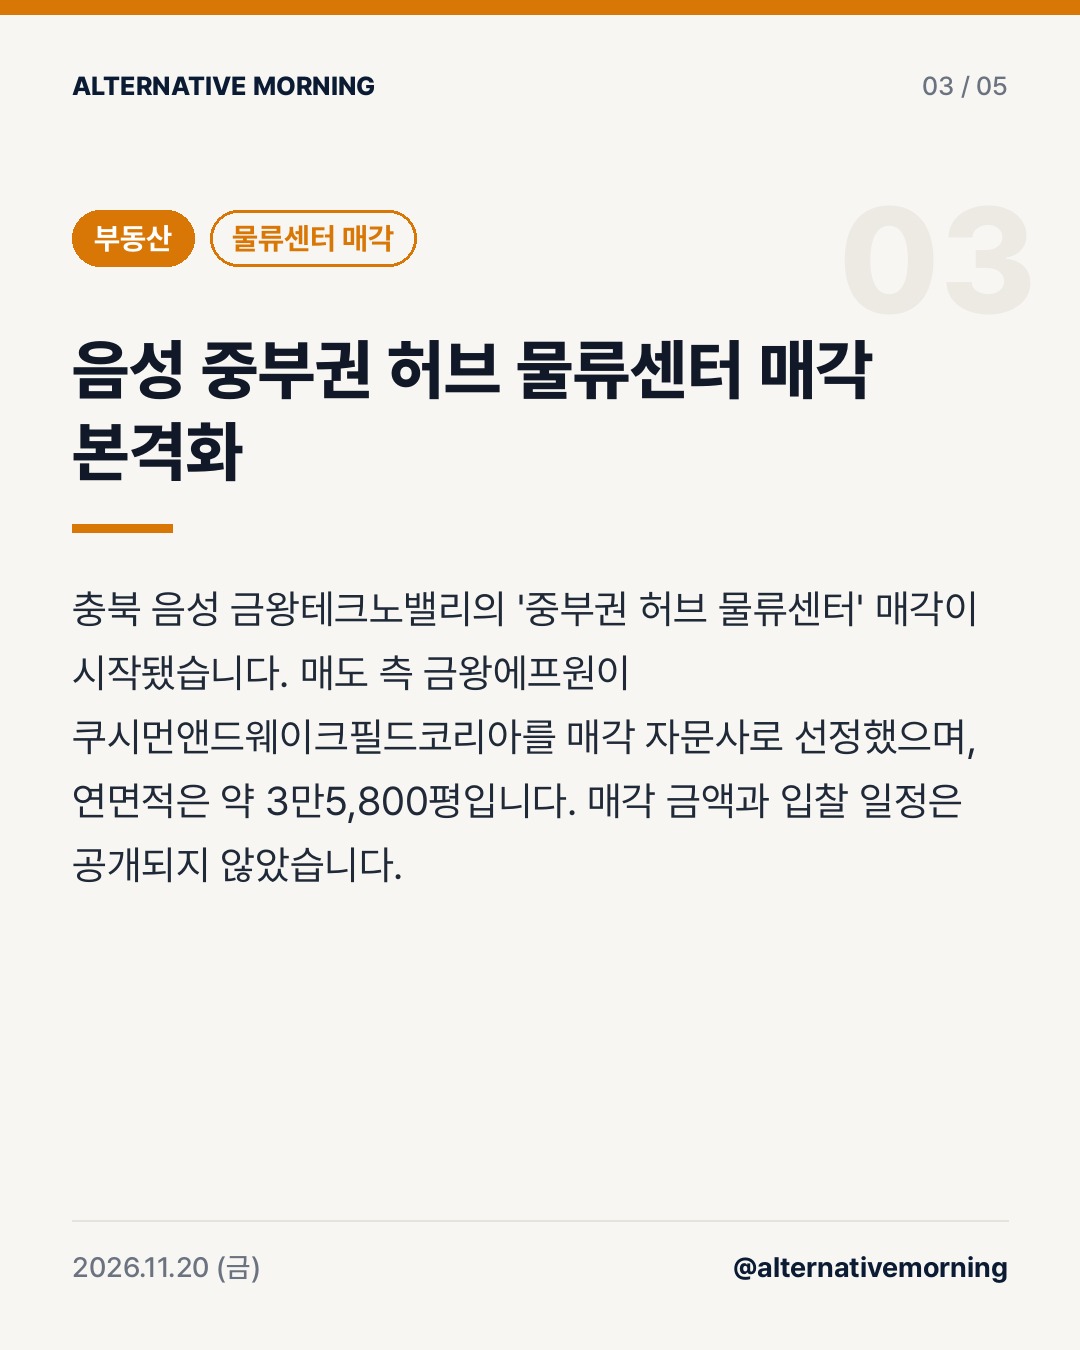 ALTERNATIVE MORNING
03 / 05
부동산
물류센터 매각
03
음성 중부권 허브 물류센터 매각
본격화
충북 음성 금왕테크노밸리의 '중부권 허브 물류센터' 매각이
시작됐습니다. 매도 측 금왕에프원이
쿠시먼앤드웨이크필드코리아를 매각 자문사로 선정했으며,
연면적은 약 3만5,800평입니다. 매각 금액과 입찰 일정은
공개되지 않았습니다.
2026.11.20 (금)
@alternativemorning